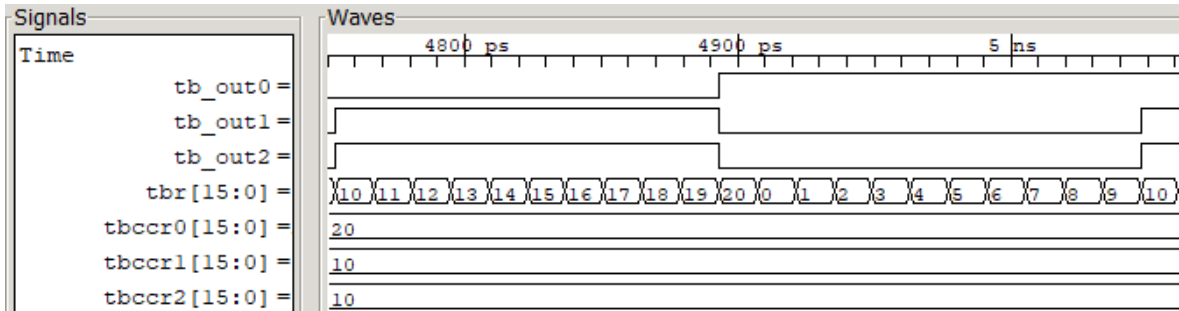 Signals
Waves
Time
4800 ps
4900 ps
5 ns
tb_out0 =
tb_out1 =
tb_out2 =
tbr[15:0] =
10 11 12 13 14 15 16 17 18 19 20 0 1 2 3 4 5 6 7 8 9 10
tbccr0[15:0] =
20
tbccr1[15:0] =
10
tbccr2[15:0] =
10